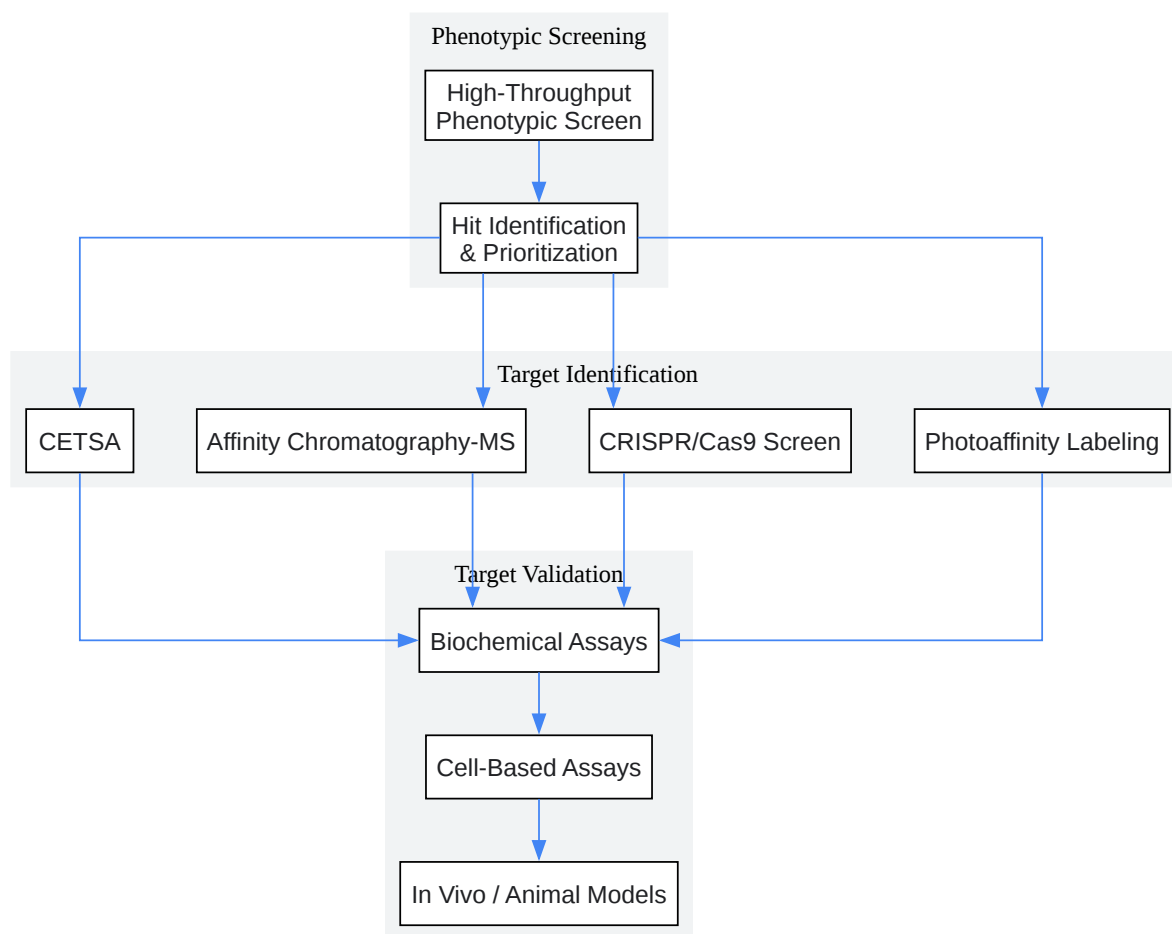 Phenotypic Screening
High-Throughput
Phenotypic Screen
Hit Identification
& Prioritization
Target Identification
CETSA
Affinity Chromatography-MS
CRISPR/Cas9 Screen
Photoaffinity Labeling
Target Validation
Biochemical Assays
Cell-Based Assays
In Vivo / Animal Models